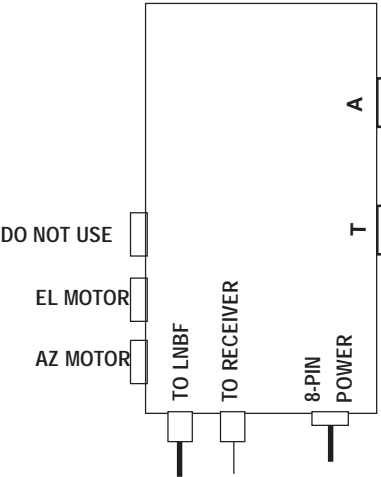 A
T
DO NOT USE
EL MOTOR
AZ MOTOR
TO LNBF
TO RECEIVER
8-PIN
POWER